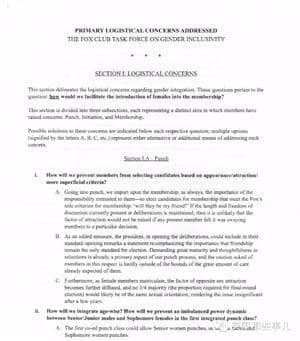 PRIMARY LOGISTICAL CONCERNS ADDRESSED
THE FOX CLUB TASK FORCE ON GENDER INCLUSIVITY
* * *
SECTION I: LOGISTICAL CONCERNS
This section delineates the logistical concerns regarding gender integration. These questions pertain to the
question: how would we facilitate the introduction of females into the membership?
This section is divided into three subsections, each representing a distinct area in which members have
raised concerns: Punch, Initiation, and Membership.
Possible solutions to these concerns are indicated below each respective question; multiple options
(signified by the letters A, B, C, etc.) represent either alternative or additional means of addressing each
concern.
Section I.A - Punch
i. How will we prevent members from selecting candidates based on appearance/attraction/
more superficial criteria?
A. Going into punch, we impart upon the membership, as always, the importance of the
responsibility entrusted to them—to elect candidates for membership that meet the Fox's
sole criterion for membership: "will they be my friend?" If the length and freedom of
discussion currently present at deliberations is maintained, then it is unlikely that the
factor of attraction would not be raised if any present member felt it was swaying
members to a particular decision.
B. As an added measure, the president, in opening the deliberations, could include in their
standard opening remarks a statement re-emphasizing the importance that friendship
remain the only standard for election. Demanding great maturity and thoughtfulness in
selections is already a principal aspect of our punch process, and the caution asked of
members in this respect is hardly outside of the bounds of the great amount of care
already expected of them.
C. Furthermore, as female members matriculate, the factor of opposite sex attraction
becomes further diffused, and no 3/4 majority (the proportion required for final-round
election) would likely be of the same sexual orientation, rendering the issue insignificant
after a few years.
ii. How will we integrate age-wise? How will we prevent an imbalanced power dynamic
between Senior/Junior males and Sophomore females in the first integrated punch class?
A. The first co-ed punch class could allow Senior women punches, as
Sophomore women punches.